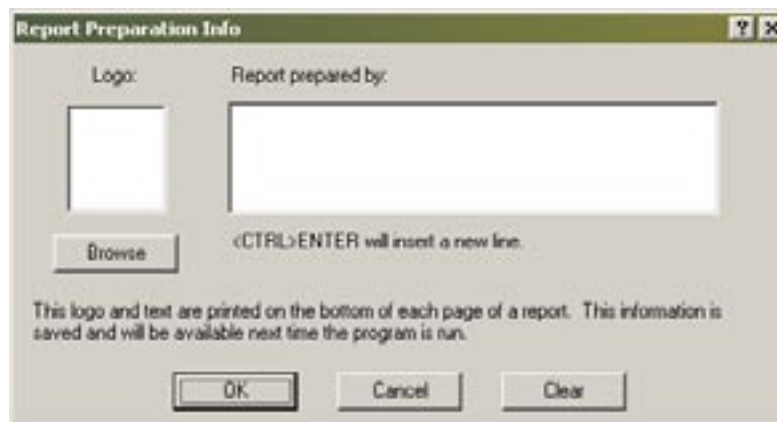 Report Preparation Info
Logo:
Report prepared by:
<CTRL>ENTER will insert a new line.
Browse
This logo and text are printed on the bottom of each page of a report. This information is
saved and will be available next time the program is run.
OK
Cancel
Clear